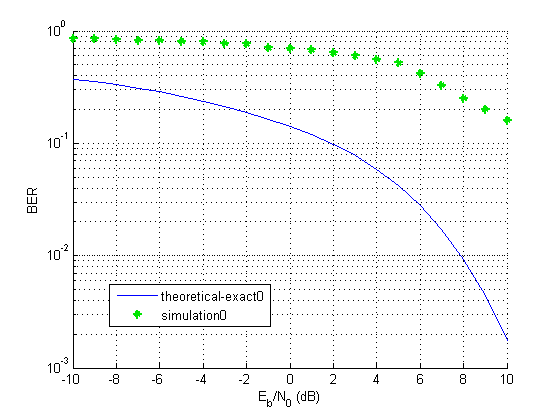 10^0
10^-1
10^-2
10^-3
BER
theoretical-exact0
simulation0
-10 -8 -6 -4 -2 0 2 4 6 8 10
E_b/N_0 (dB)